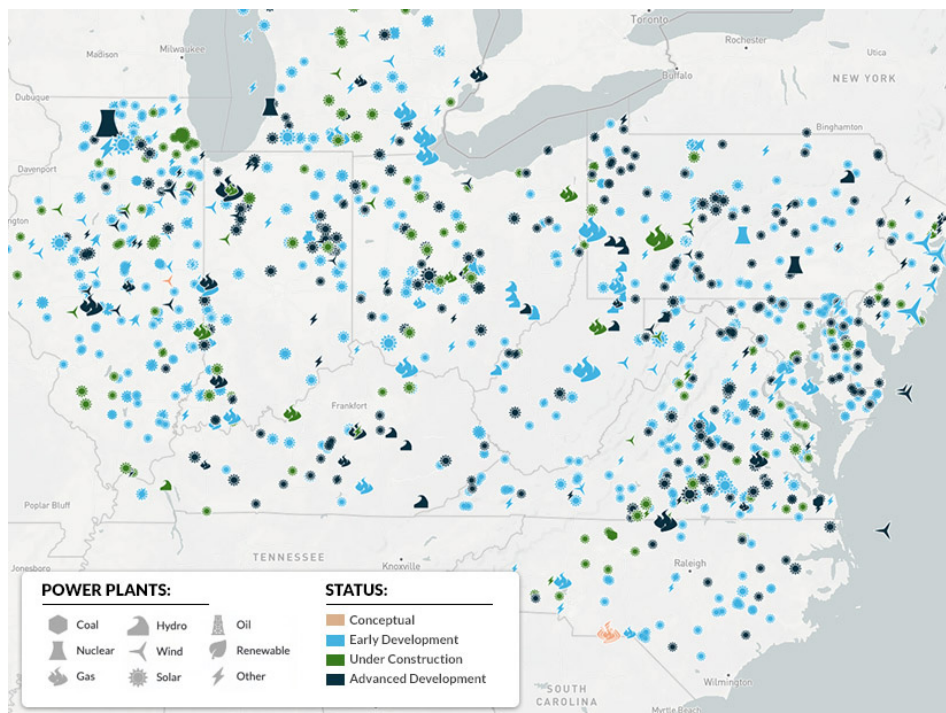 Toronto
Rochester
Milwaukee
Madison
Utica
Buffalo
NEW YORK
Dubuque
Binghamton
Davenport
ngton
Frankfort
Poplar Bluff
Jonesboro
TENNESSEE
Knoxville
Raleigh
Wilmington
SOUTH
CAROLINA
Myrtle Beach
POWER PLANTS:
Coal
Hydro
Oil
Nuclear
Wind
Renewable
Gas
Solar
Other
STATUS:
Conceptual
Early Development
Under Construction
Advanced Development